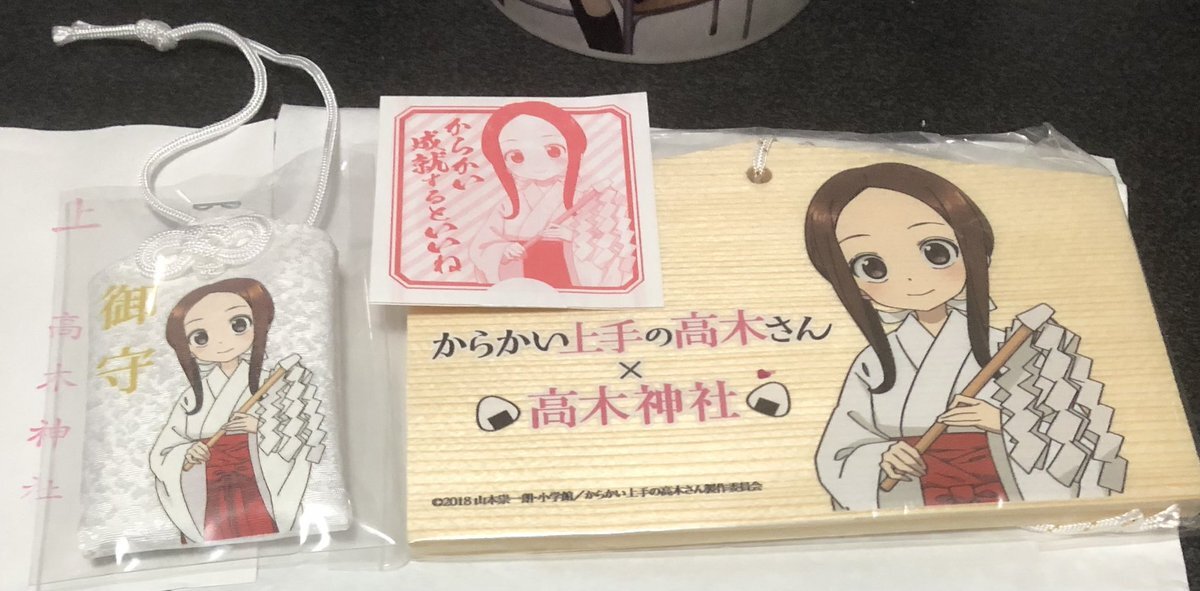 上
高木神社
御守
からかい
成就するといいね
からかい上手の高木さん
×
高木神社
©2018 山本崇一朗・小学館／からかい上手の高木さん製作委員会